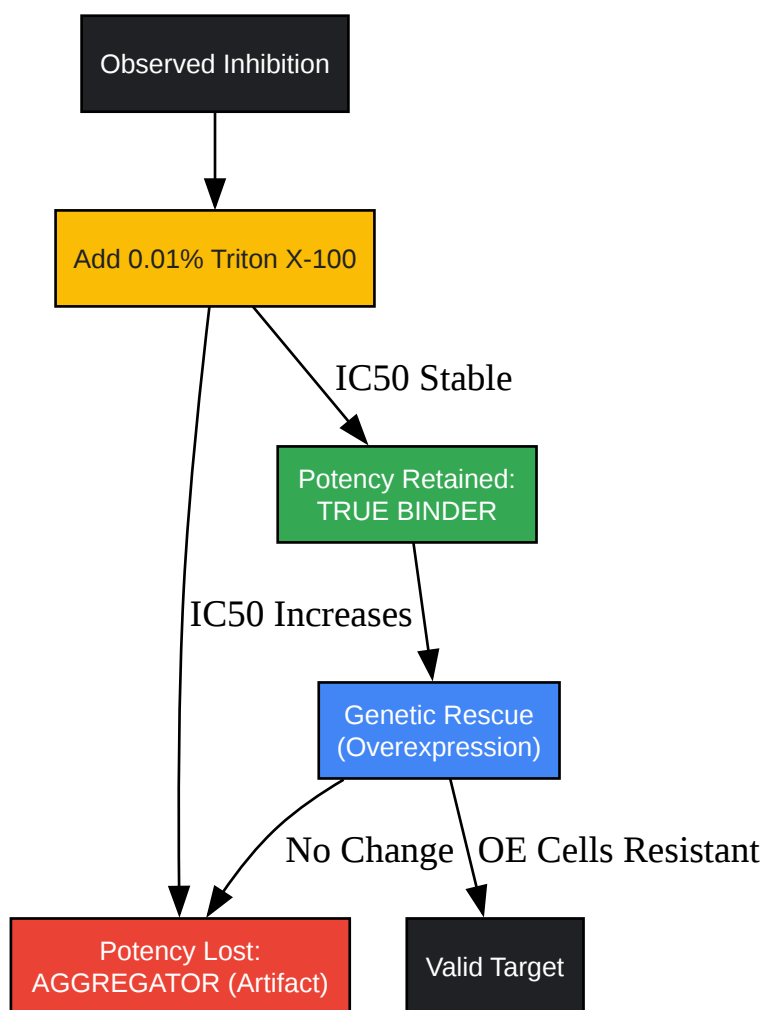 Observed Inhibition
Add 0.01% Triton X-100
IC50 Stable
Potency Retained:
TRUE BINDER
IC50 Increases
Genetic Rescue
(Overexpression)
No Change
OE Cells Resistant
Potency Lost:
AGGREGATOR (Artifact)
Valid Target